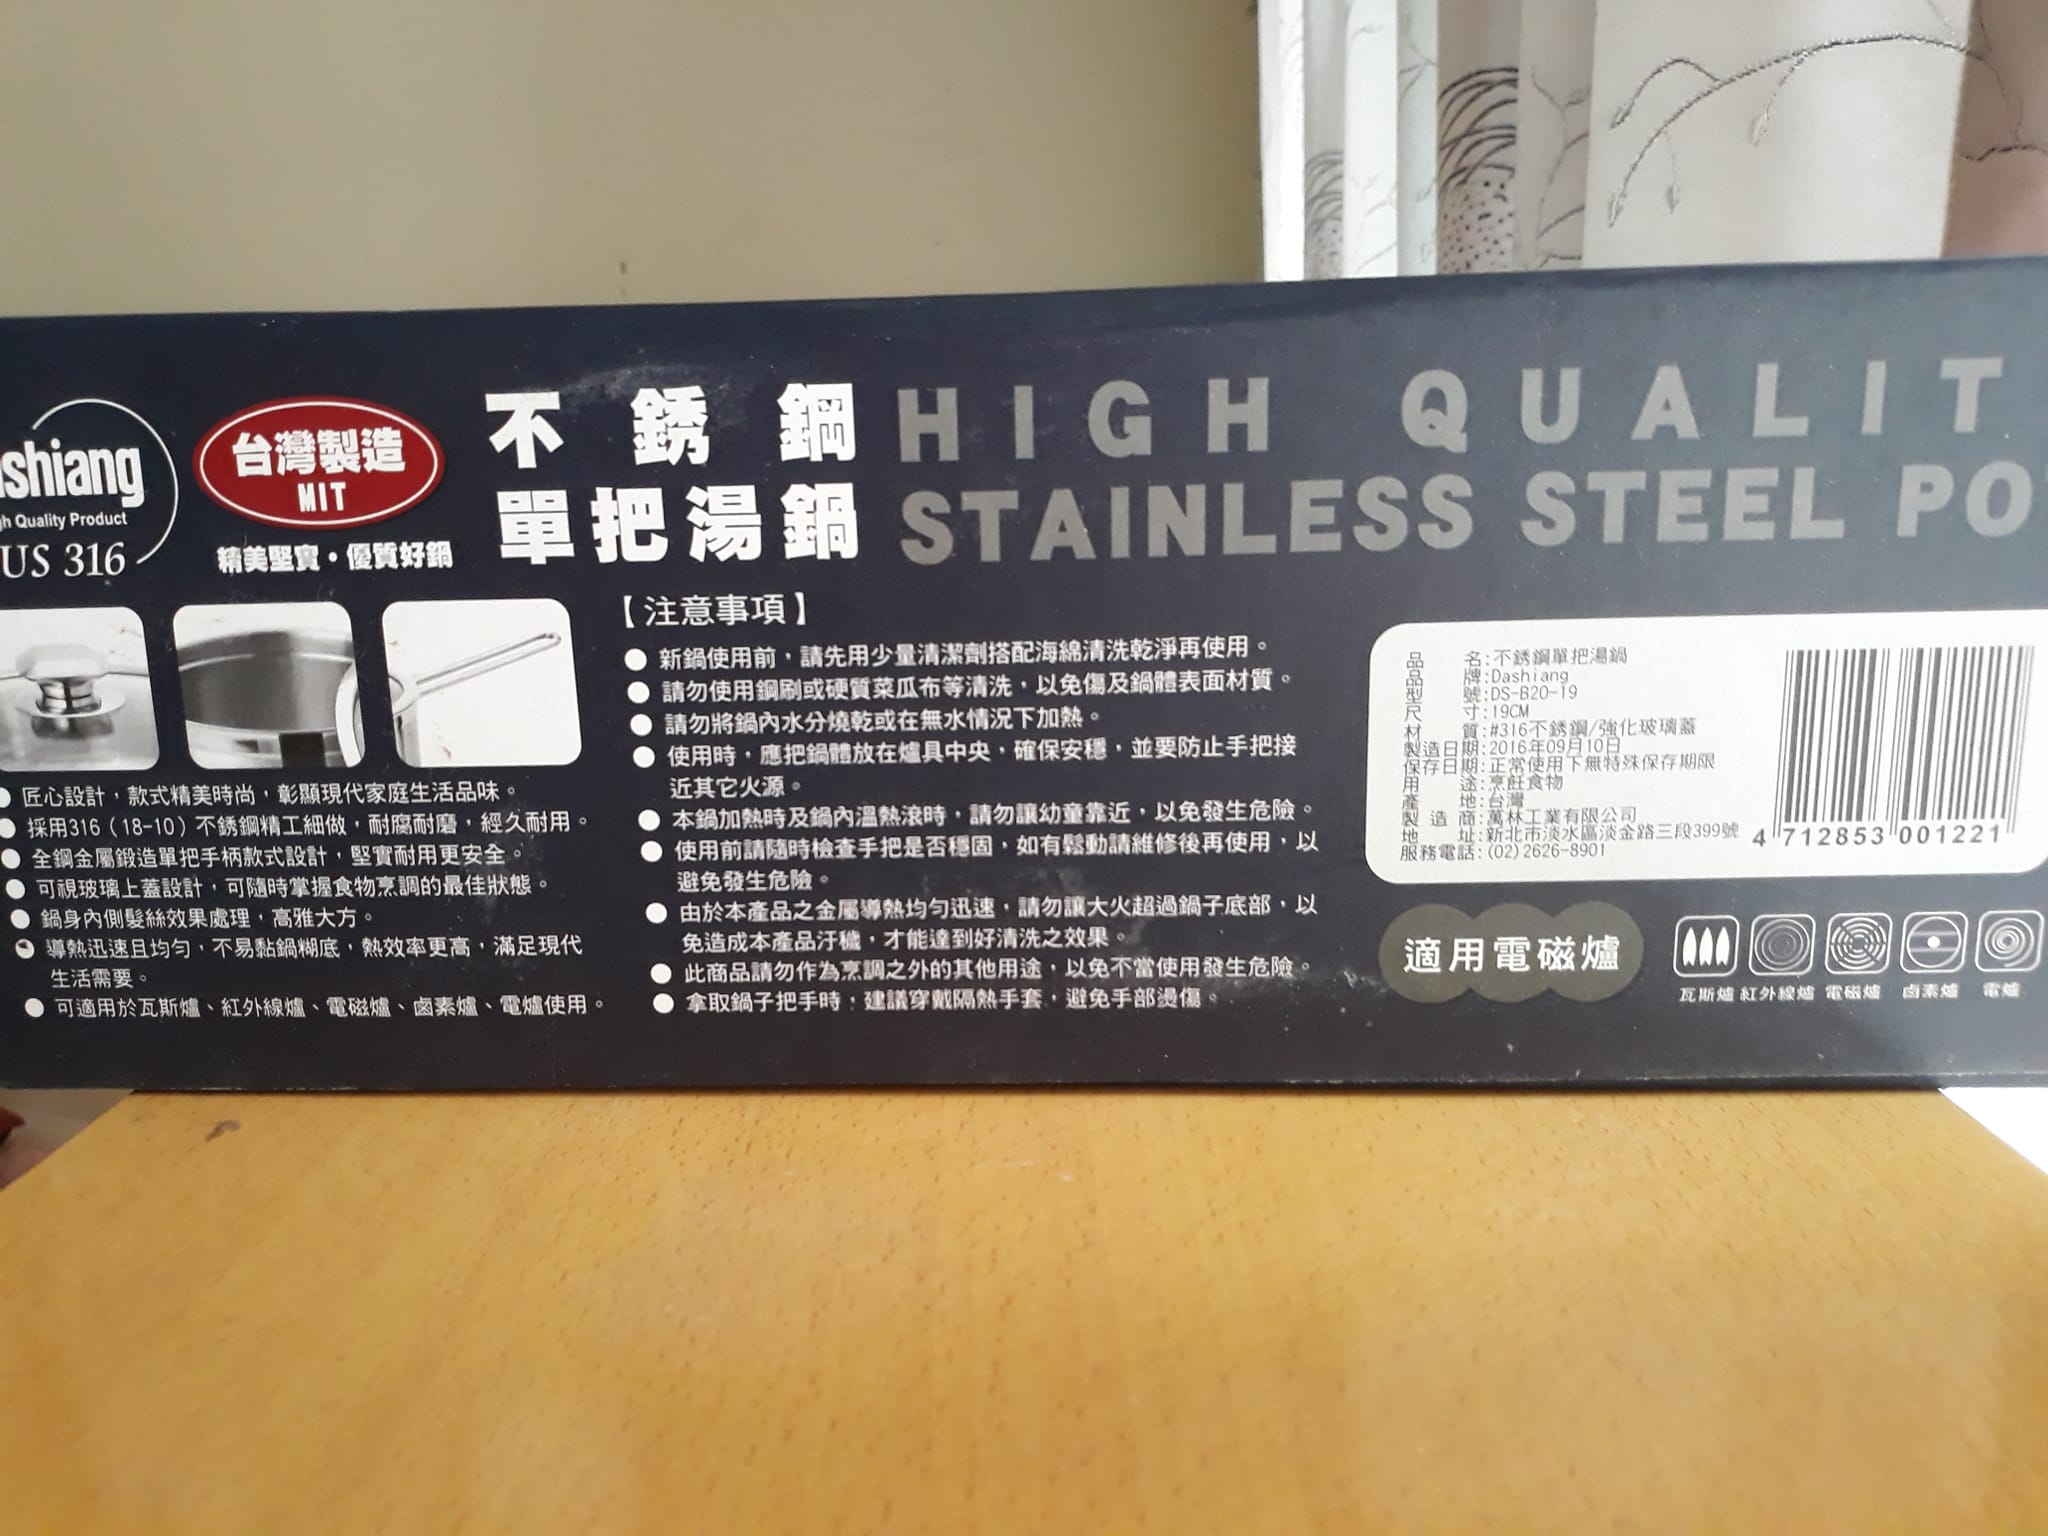 shiang
gh Quality Product
US 316
台灣製造
MIT
精美堅實・優質好鍋
不銹鋼
單把湯鍋
HIGH QUALIT
STAINLESS STEEL PO
匠心設計，款式精美時尚，彰顯現代家庭生活品味。
採用316（18-10）不銹鋼精工細做，耐腐耐磨，經久耐用。
全鋼金屬鍛造單把手柄款式設計，堅實耐用更安全。
可視玻璃上蓋設計，可隨時掌握食物烹調的最佳狀態。
鍋身內側髮絲效果處理，高雅大方。
導熱迅速且均勻，不易黏鍋糊底，熱效率更高，滿足現代
生活需要。
可適用於瓦斯爐、紅外線爐、電磁爐、鹵素爐、電爐使用。
【注意事項】
新鍋使用前，請先用少量清潔劑搭配海綿清洗乾淨再使用。
請勿使用鋼刷或硬質菜瓜布等清洗，以免傷及鍋體表面材質。
請勿將鍋內水分燒乾或在無水情況下加熱。
使用時，應把鍋體放在爐具中央，確保安穩，並要防止手把接
近其它火源。
本鍋加熱時及鍋內溫熱滾時，請勿讓幼童靠近，以免發生危險。
使用前請隨時檢查手把是否穩固，如有鬆動請維修後再使用，以
避免發生危險。
由於本產品之金屬導熱均勻迅速，請勿讓大火超過鍋子底部，以
免造成本產品汙穢，才能達到好清洗之效果。
此商品請勿作為烹調之外的其他用途，以免不當使用發生危險。
拿取鍋子把手時，建議穿戴隔熱手套，避免手部燙傷。
品名:不銹鋼單把湯鍋
品牌:Dashiang
型號:DS-B20-19
尺寸:19CM
材質:#316不銹鋼/強化玻璃蓋
製造日期:2016年09月10日
保存日期:正常使用下無特殊保存期限
用途:烹飪食物
產地:台灣
製造商:萬林工業有限公司
地址:新北市淡水區淡金路三段399號
服務電話:(02)2626-8901
4 712853 001221
適用電磁爐
瓦斯爐 紅外線爐 電磁爐 鹵素爐 電爐